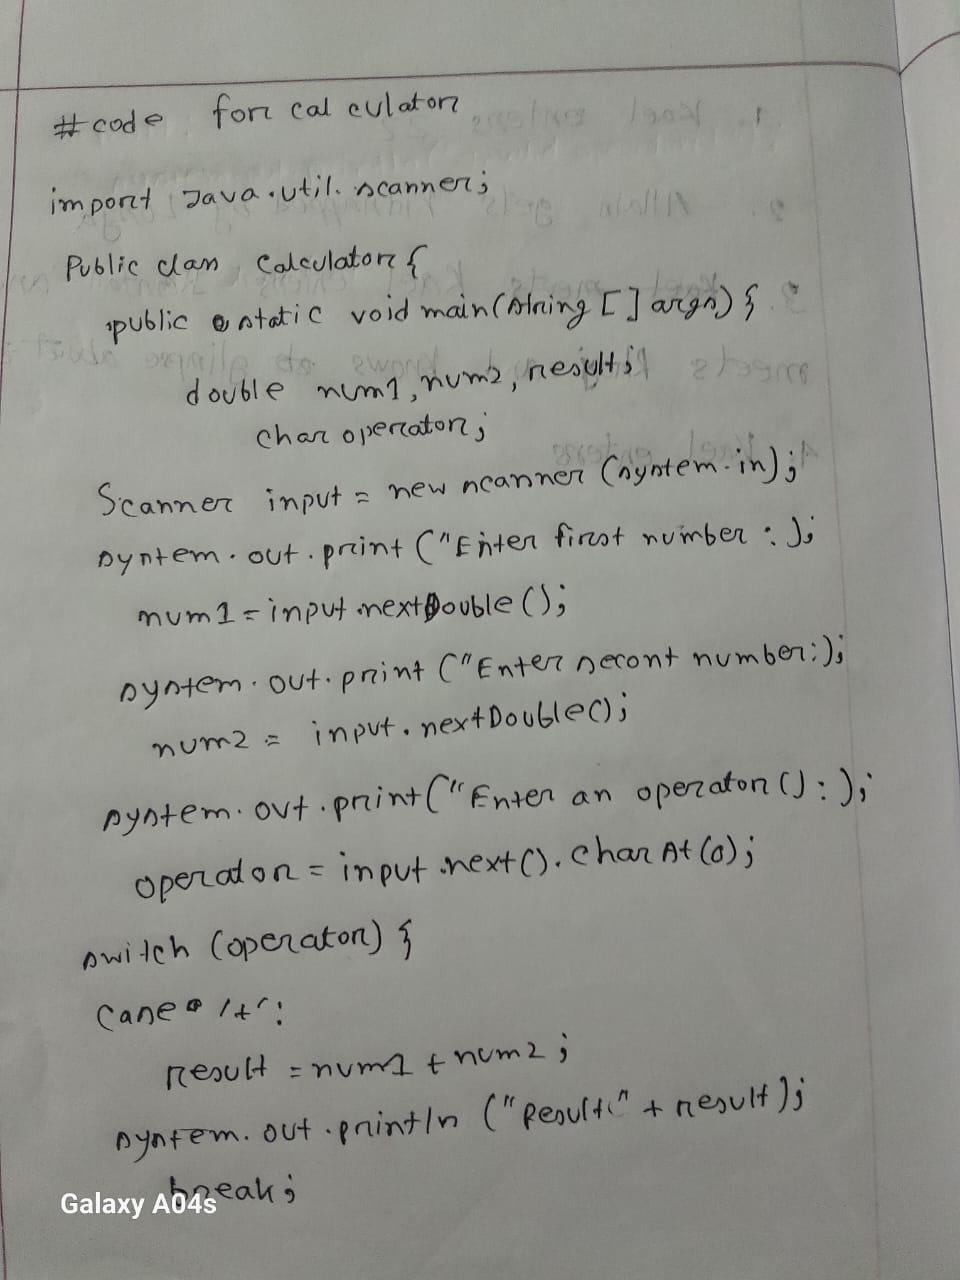 #code for calculator
import Java.util.scanner;
Public class Calculator {
public static void main(string [] args) {
double num1, num2, result;
char operator;
Scanner input = new scanner (system.in);
system.out.print ("Enter first number : );
num1 = input.nextDouble ();
system.out.print ("Enter secont number:);
num2 = input.nextDouble();
system.out.print ("Enter an operator () : );
operator = input.next().charAt(0);
switch (operator) {
case '+':
result = num1 + num2 ;
system.out.println ("Result:" + result);
break;
Galaxy A04s